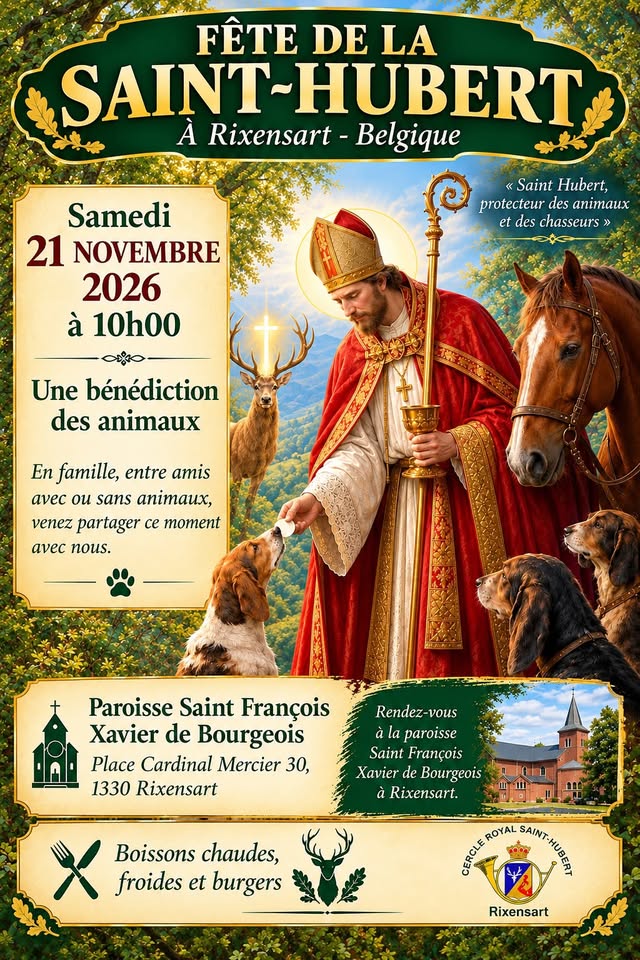 FÊTE DE LA
SAINT-HUBERT
À Rixensart - Belgique
« Saint Hubert,
protecteur des animaux
et des chasseurs »
Samedi
21 NOVEMBRE
2026
à 10h00
Une bénédiction
des animaux
En famille, entre amis
avec ou sans animaux,
venez partager ce moment
avec nous.
Paroisse Saint François
Xavier de Bourgeois
Place Cardinal Mercier 30,
1330 Rixensart
Rendez-vous
à la paroisse
Saint François
Xavier de Bourgeois
à Rixensart.
Boissons chaudes,
froides et burgers
CERCLE ROYAL SAINT-HUBERT
Rixensart